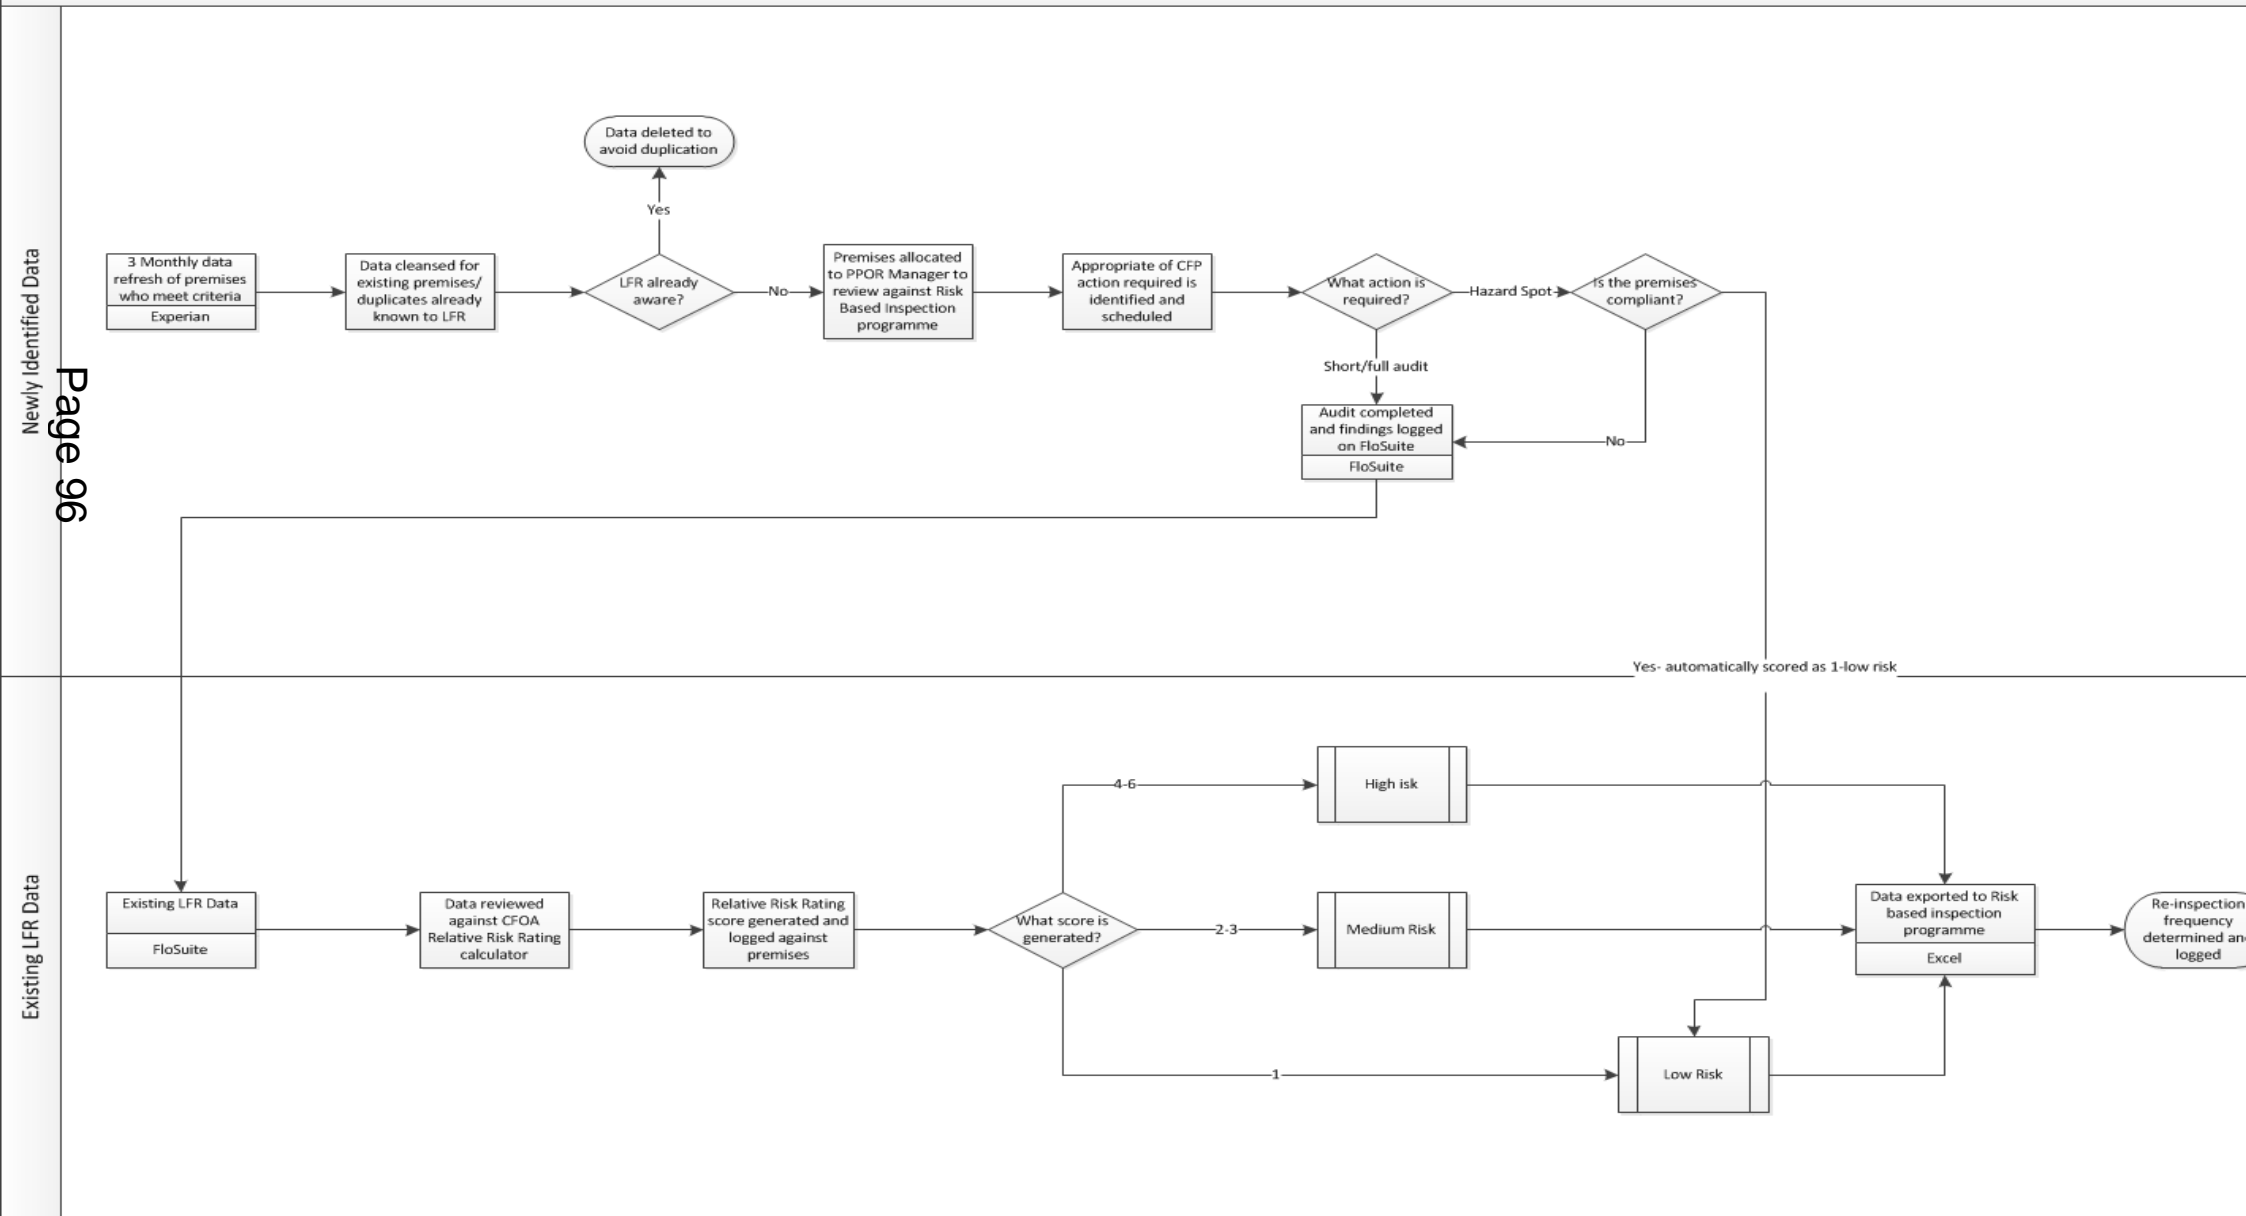 Newly Identified Data
Page 96
Data deleted to
avoid duplication
Yes
3 Monthly data
refresh of premises
who meet criteria
Experian
Data cleansed for
existing premises/
duplicates already
known to LFR
LFR already
aware?
No
Premises allocated
to PPOR Manager to
review against Risk
Based Inspection
programme
Appropriate of CFP
action required is
identified and
scheduled
What action is
required?
Hazard Spot
Is the premises
compliant?
Short/full audit
Audit completed
and findings logged
on FloSuite
FloSuite
No
Yes- automatically scored as 1-low risk
Existing LFR Data
Existing LFR Data
FloSuite
Data reviewed
against CFOA
Relative Risk Rating
calculator
Relative Risk Rating
score generated and
logged against
premises
What score is
generated?
4-6
High isk
2-3
Medium Risk
1
Low Risk
Data exported to Risk
based inspection
programme
Excel
Re-inspection
frequency
determined an
logged